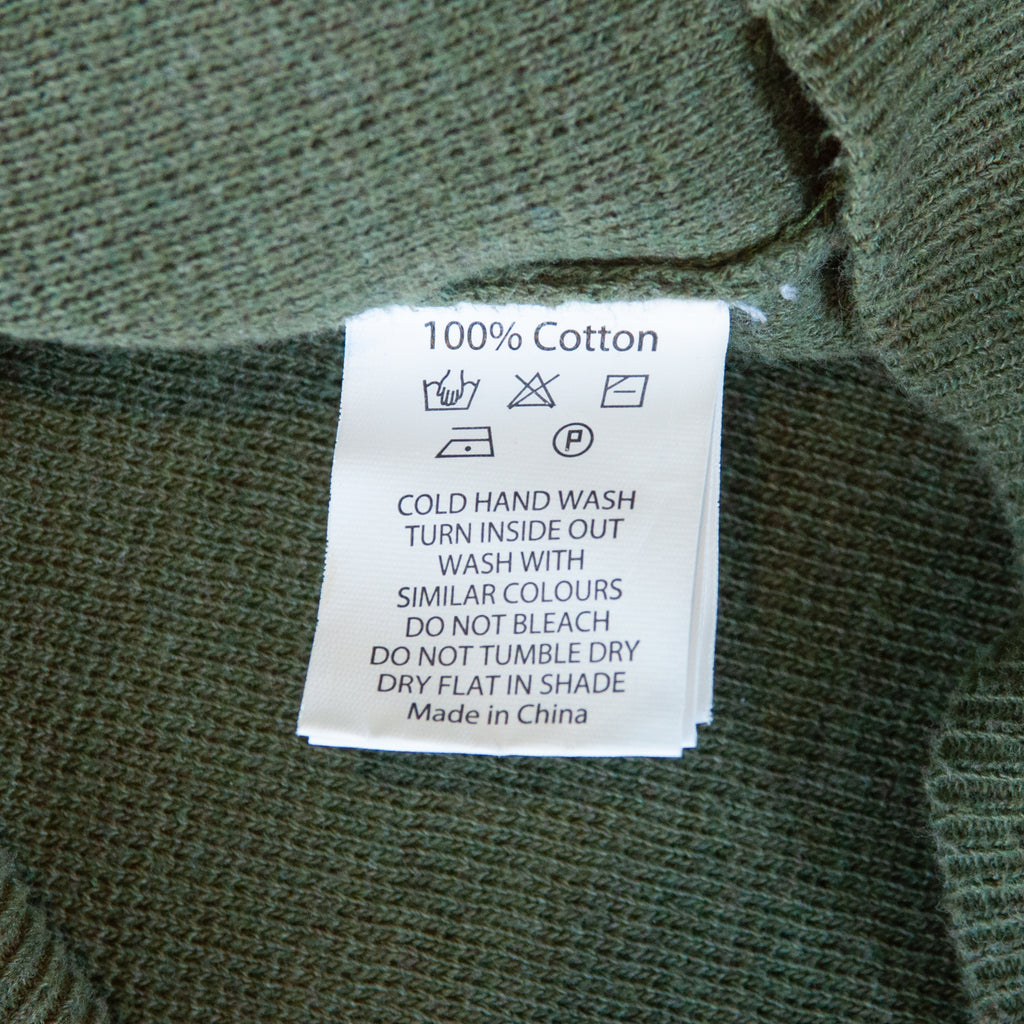 100% Cotton
P
COLD HAND WASH
TURN INSIDE OUT
WASH WITH
SIMILAR COLOURS
DO NOT BLEACH
DO NOT TUMBLE DRY
DRY FLAT IN SHADE
Made in China